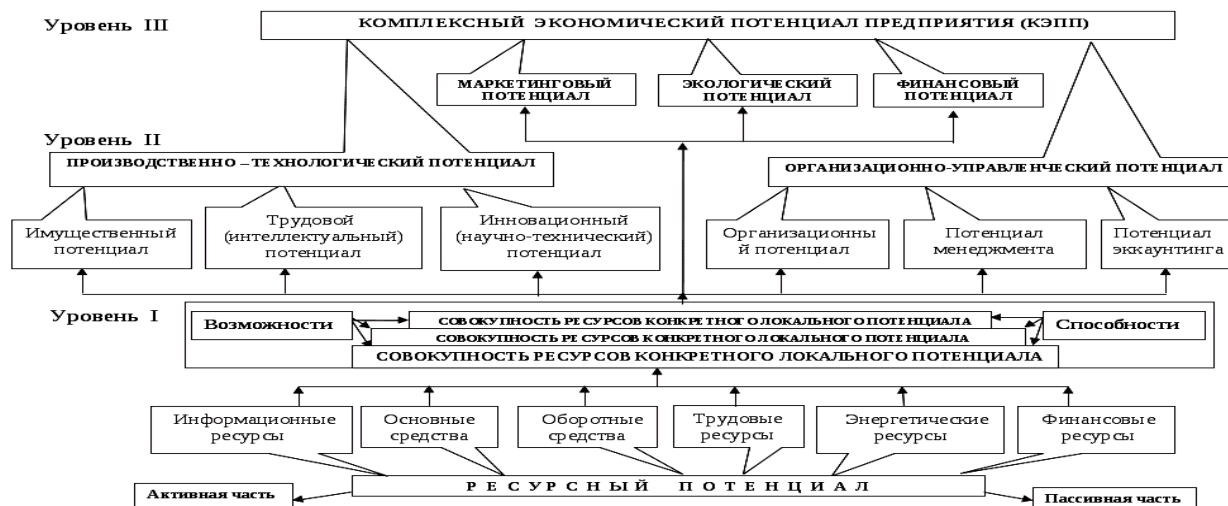 Уровень III
КОМПЛЕКСНЫЙ ЭКОНОМИЧЕСКИЙ ПОТЕНЦИАЛ ПРЕДПРИЯТИЯ (КЭПП)
МАРКЕТИНГОВЫЙ
ПОТЕНЦИАЛ
ЭКОЛОГИЧЕСКИЙ
ПОТЕНЦИАЛ
ФИНАНСОВЫЙ
ПОТЕНЦИАЛ
Уровень II
ПРОИЗВОДСТВЕННО – ТЕХНОЛОГИЧЕСКИЙ ПОТЕНЦИАЛ
ОРГАНИЗАЦИОННО-УПРАВЛЕНЧЕСКИЙ ПОТЕНЦИАЛ
Имущественный
потенциал
Трудовой
(интеллектуальный)
потенциал
Инновационный
(научно-технический)
потенциал
Организационны
й потенциал
Потенциал
менеджмента
Потенциал
эккаунтинга
Уровень I
Возможности
СОВОКУПНОСТЬ РЕСУРСОВ КОНКРЕТНОГО ЛОКАЛЬНОГО ПОТЕНЦИАЛА
СОВОКУПНОСТЬ РЕСУРСОВ КОНКРЕТНОГО ЛОКАЛЬНОГО ПОТЕНЦИАЛА
СОВОКУПНОСТЬ РЕСУРСОВ КОНКРЕТНОГО ЛОКАЛЬНОГО ПОТЕНЦИАЛА
Способности
Информационные
ресурсы
Основные
средства
Оборотные
средства
Трудовые
ресурсы
Энергетические
ресурсы
Финансовые
ресурсы
РЕСУРСНЫЙ ПОТЕНЦИАЛ
Активная часть
Пассивная часть